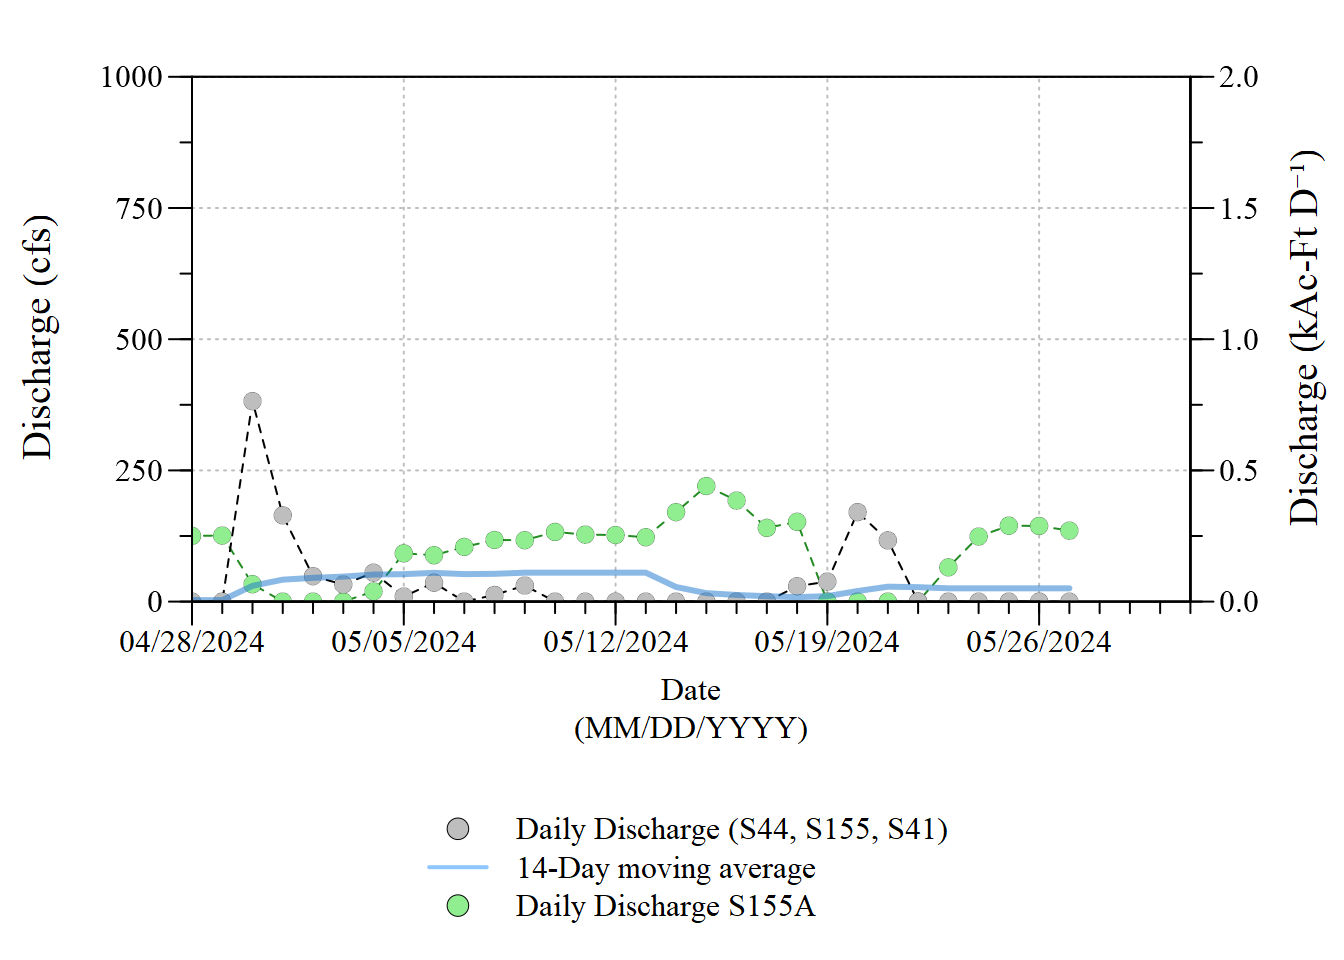 1000
750
500
250
0
Discharge (cfs)
2.0
1.5
1.0
0.5
0.0
Discharge (kAc-Ft D⁻¹)
04/28/2024 05/05/2024 05/12/2024 05/19/2024 05/26/2024
Date
(MM/DD/YYYY)
Daily Discharge (S44, S155, S41)
14-Day moving average
Daily Discharge S155A